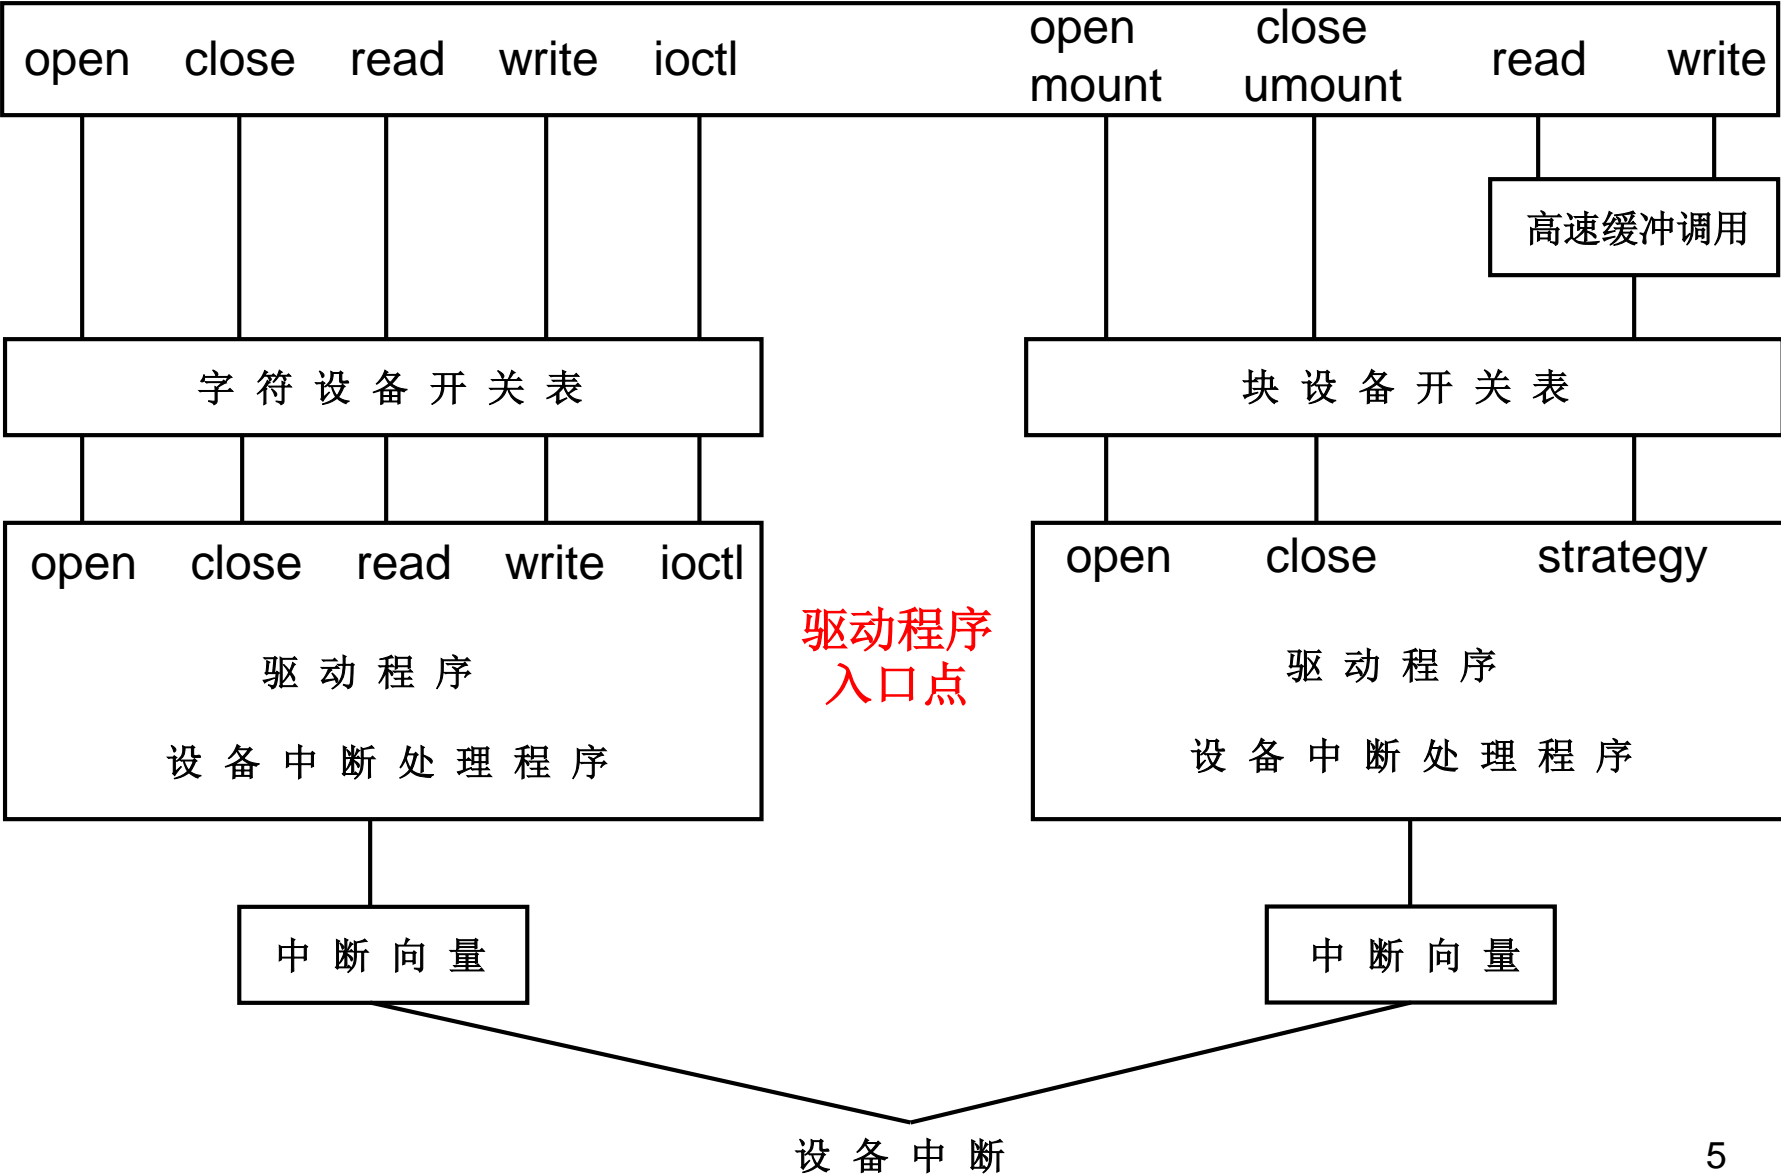 open close read write ioctl
open close
mount umount
read write
高速缓冲调用
字符设备开关表
块设备开关表
open close read write ioctl
open close strategy
驱动程序
入口点
驱动程序
设备中断处理程序
驱动程序
设备中断处理程序
中断向量
中断向量
设备中断
5